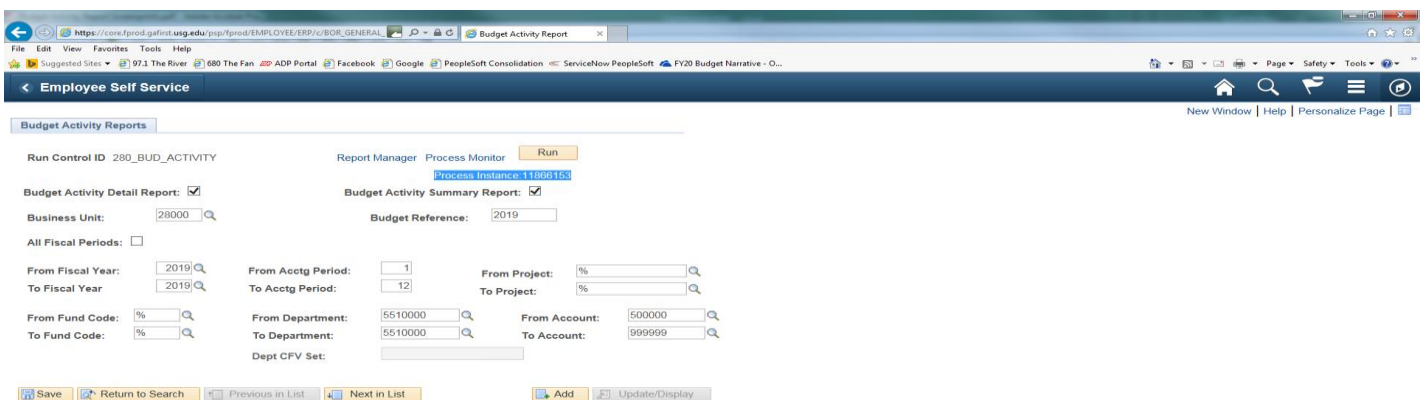 https://core.fprod.gafirst.usg.edu/psp/fprod/EMPLOYEE/ERP/c/BOR_GENERAL_ Budget Activity Report
File Edit View Favorites Tools Help
Suggested Sites 97.1 The River 680 The Fan ADP Portal Facebook Google PeopleSoft Consolidation ServiceNow PeopleSoft FY20 Budget Narrative - O... Page Safety Tools
Employee Self Service
New Window | Help | Personalize Page |
Budget Activity Reports
Run Control ID 280_BUD_ACTIVITY Report Manager Process Monitor Run
Process Instance:11866153
Budget Activity Detail Report: Budget Activity Summary Report:
Business Unit: 28000 Budget Reference: 2019
All Fiscal Periods:
From Fiscal Year: 2019 From Acctg Period: 1 From Project: %
To Fiscal Year 2019 To Acctg Period: 12 To Project: %
From Fund Code: % From Department: 5510000 From Account: 500000
To Fund Code: % To Department: 5510000 To Account: 999999
Dept CFV Set:
Save Return to Search Previous in List Next in List Add Update/Display